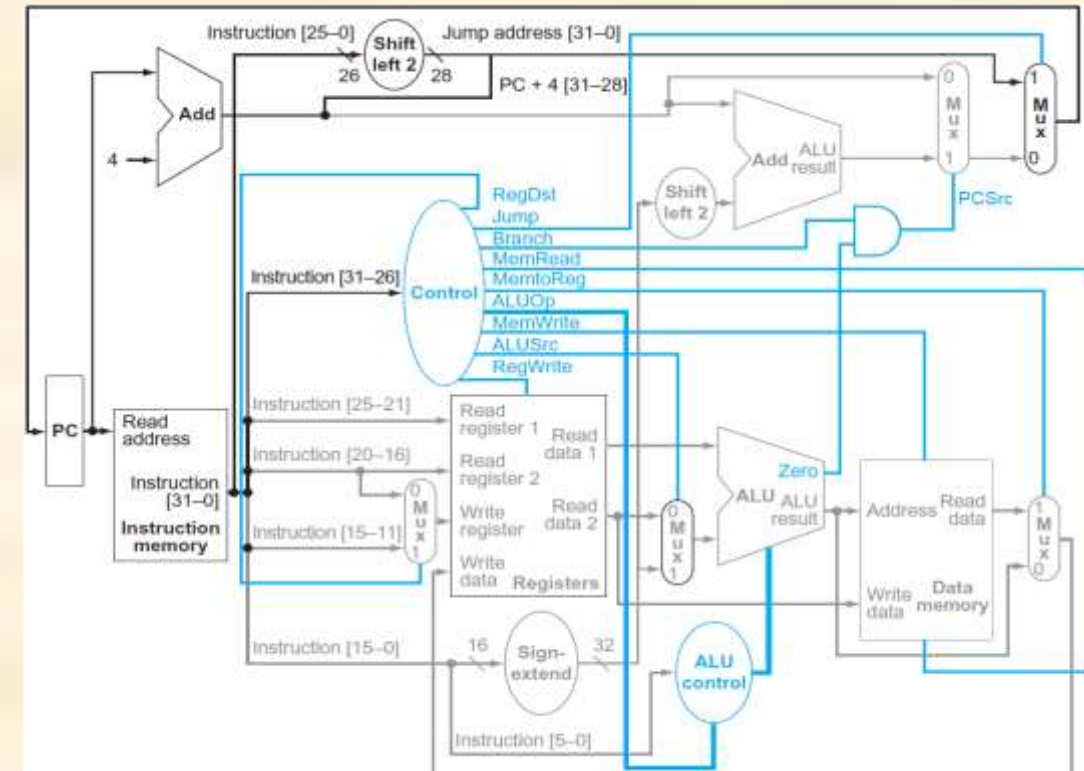 Instruction [25–0]
Shift
left 2
Jump address [31–0]
26
28
PC + 4 [31–28]
Add
4
0
Mux
1
1
Mux
0
Add
ALU
result
Shift
left 2
PCSrc
RegDst
Jump
Branch
MemRead
MemtoReg
ALUOp
MemWrite
ALUSrc
RegWrite
Instruction [31–26]
Control
PC
Read
address
Instruction
[31–0]
Instruction
memory
Instruction [25–21]
Instruction [20–16]
Instruction [15–11]
0
Mux
1
Read
register 1
Read
register 2
Write
register
Write
data
Read
data 1
Read
data 2
Registers
0
Mux
1
Zero
ALU
ALU
result
Address
Read
data
Write
data
Data
memory
1
Mux
0
Instruction [15–0]
16
Sign-
extend
32
ALU
control
Instruction [5–0]